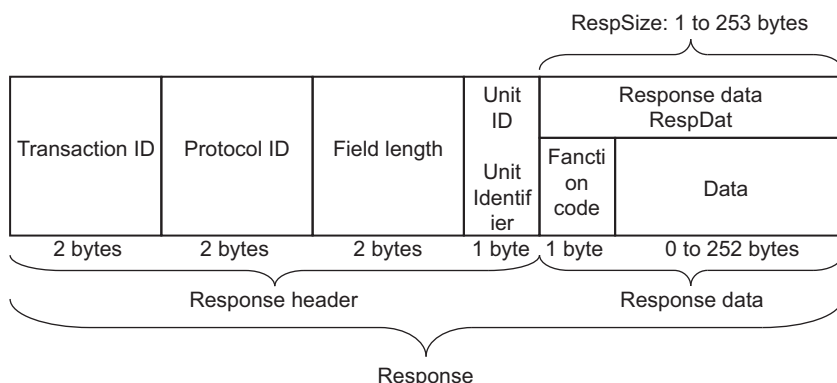 RespSize: 1 to 253 bytes
Transaction ID
Protocol ID
Field length
Unit
ID
Unit
Identif
ier
Response data
RespDat
Fancti
on
code
Data
2 bytes
2 bytes
2 bytes
1 byte
1 byte
0 to 252 bytes
Response header
Response data
Response